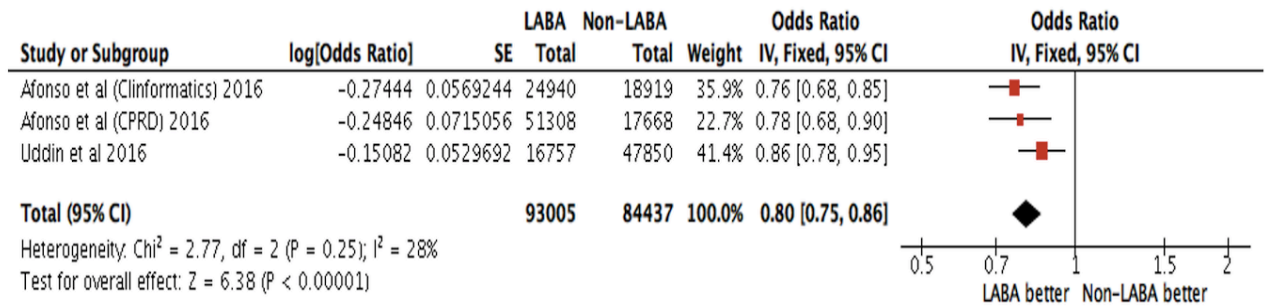 LABA Non-LABA Odds Ratio Odds Ratio
Study or Subgroup log[Odds Ratio] SE Total Total Weight IV, Fixed, 95% CI IV, Fixed, 95% CI
Afonso et al (Clinformatics) 2016 -0.27444 0.0569244 24940 18919 35.9% 0.76 [0.68, 0.85]
Afonso et al (CPRD) 2016 -0.24846 0.0715056 51308 17668 22.7% 0.78 [0.68, 0.90]
Uddin et al 2016 -0.15082 0.0529692 16757 47850 41.4% 0.86 [0.78, 0.95]
Total (95% CI) 93005 84437 100.0% 0.80 [0.75, 0.86]
Heterogeneity: Chi² = 2.77, df = 2 (P = 0.25); I² = 28%
Test for overall effect: Z = 6.38 (P < 0.00001)
0.5 0.7 1 1.5 2
LABA better Non-LABA better